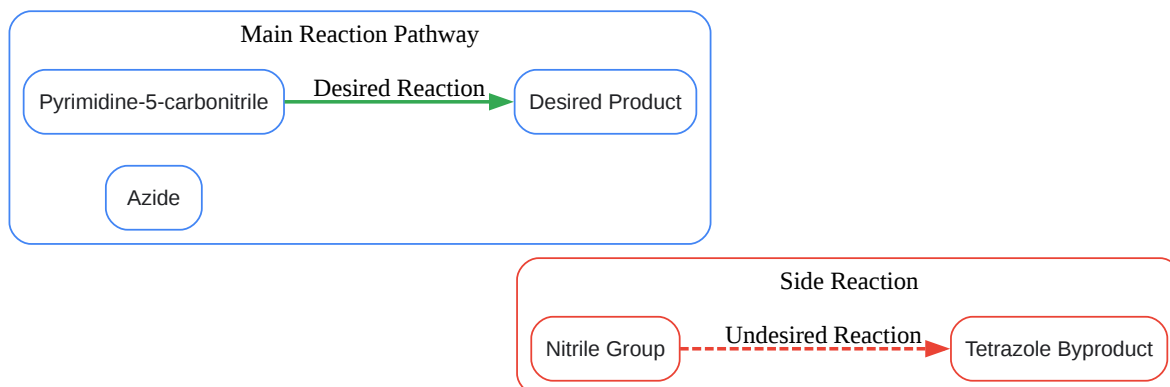 Main Reaction Pathway
Pyrimidine-5-carbonitrile
Desired Reaction
Desired Product
Azide
Side Reaction
Nitrile Group
Undesired Reaction
Tetrazole Byproduct